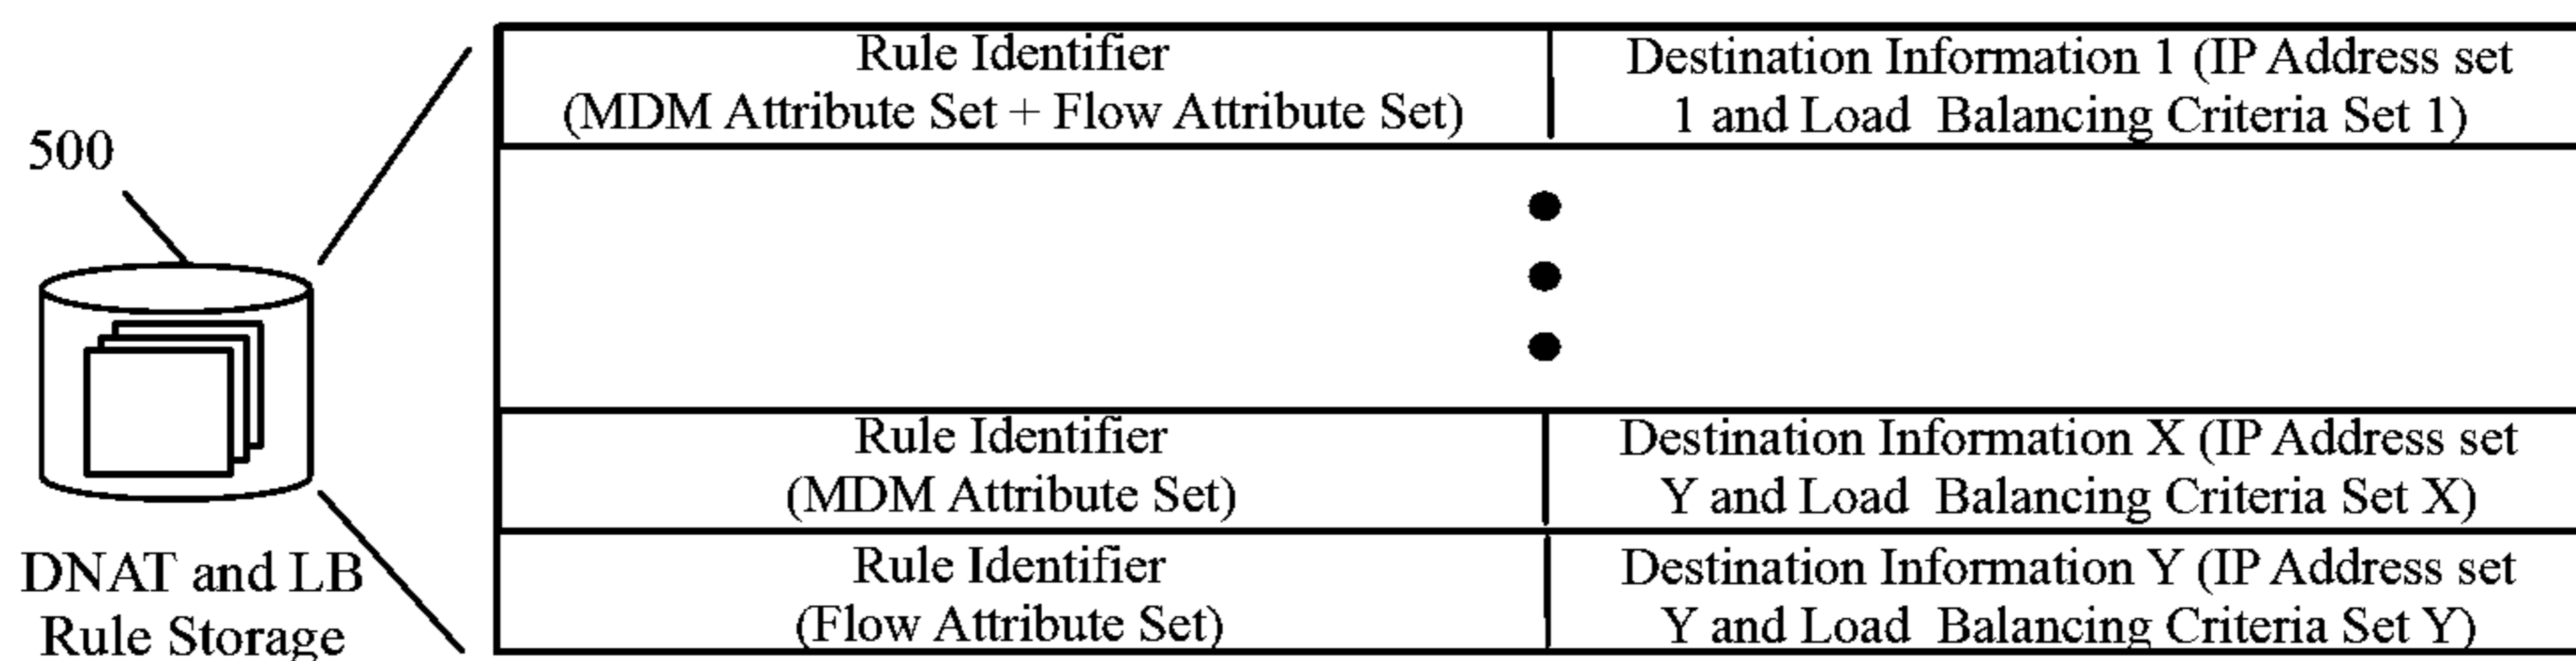 Rule Identifier
(MDM Attribute Set + Flow Attribute Set)
Destination Information 1 (IP Address set
1 and Load Balancing Criteria Set 1)
500
Rule Identifier
(MDM Attribute Set)
Destination Information X (IP Address set
Y and Load Balancing Criteria Set X)
Rule Identifier
(Flow Attribute Set)
Destination Information Y (IP Address set
Y and Load Balancing Criteria Set Y)
DNAT and LB
Rule Storage